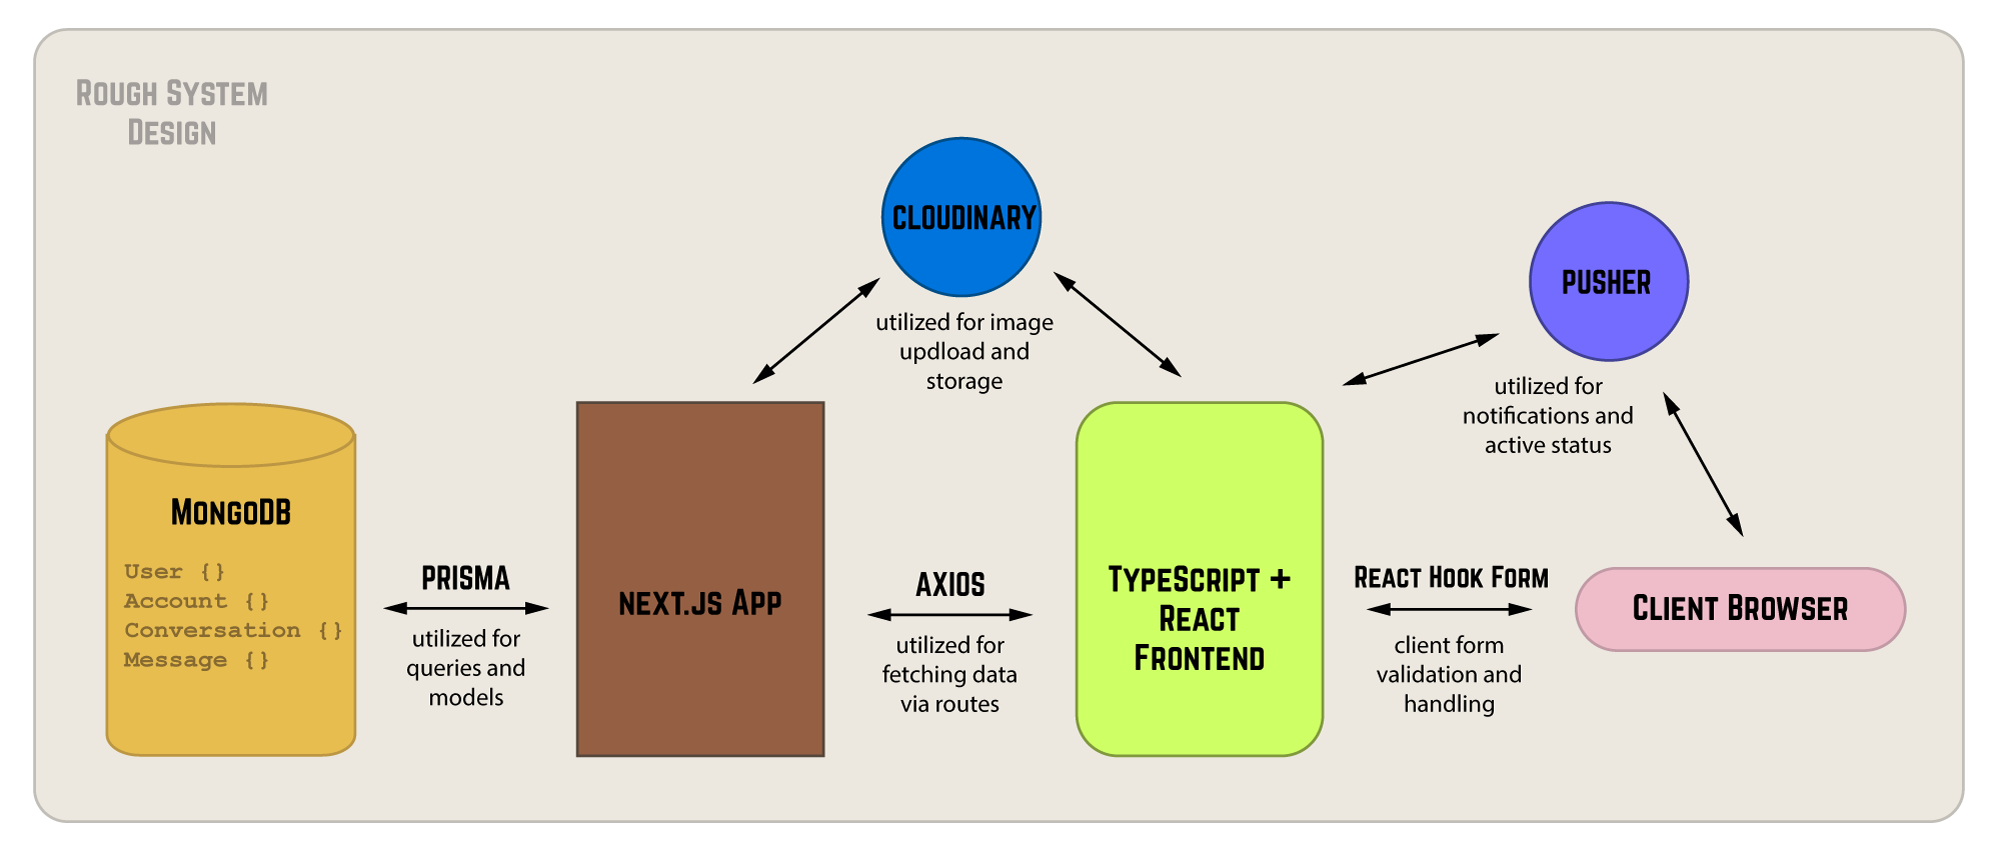 Rough System
Design
Cloudinary
utilized for image
updload and
storage
Pusher
utilized for
notifications and
active status
MongoDB
User {}
Account {}
Conversation {}
Message {}
Prisma
utilized for
queries and
models
Next.js App
Axios
utilized for
fetching data
via routes
TypeScript +
React
Frontend
React Hook Form
client form
validation and
handling
Client Browser